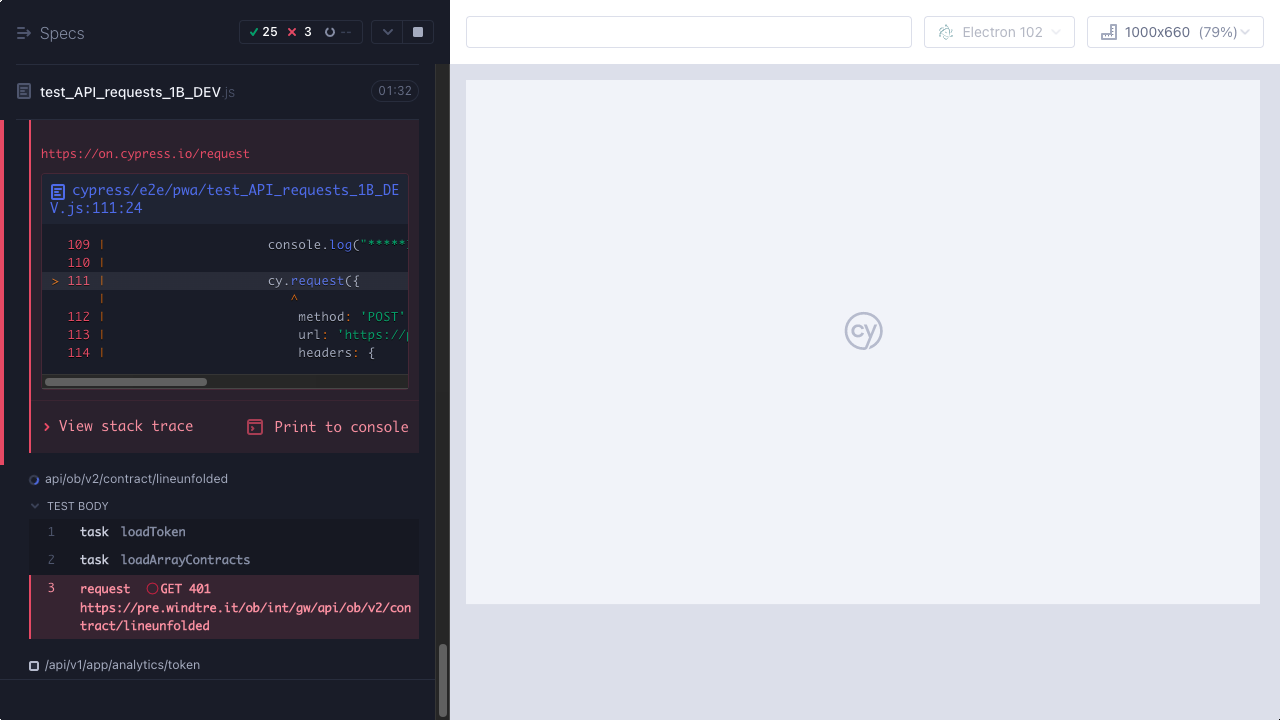 Specs
25
3
--
Electron 102
1000x660 (79%)
test_API_requests_1B_DEV.js
01:32
https://on.cypress.io/request
cypress/e2e/pwa/test_API_requests_1B_DE
V.js:111:24
109 | console.log("*****
110 |
> 111 | cy.request({
| ^
112 | method: 'POST'
113 | url: 'https://
114 | headers: {
View stack trace
Print to console
api/ob/v2/contract/lineunfolded
TEST BODY
1 task loadToken
2 task loadArrayContracts
3 request GET 401
https://pre.windtre.it/ob/int/gw/api/ob/v2/con
tract/lineunfolded
/api/v1/app/analytics/token
cy